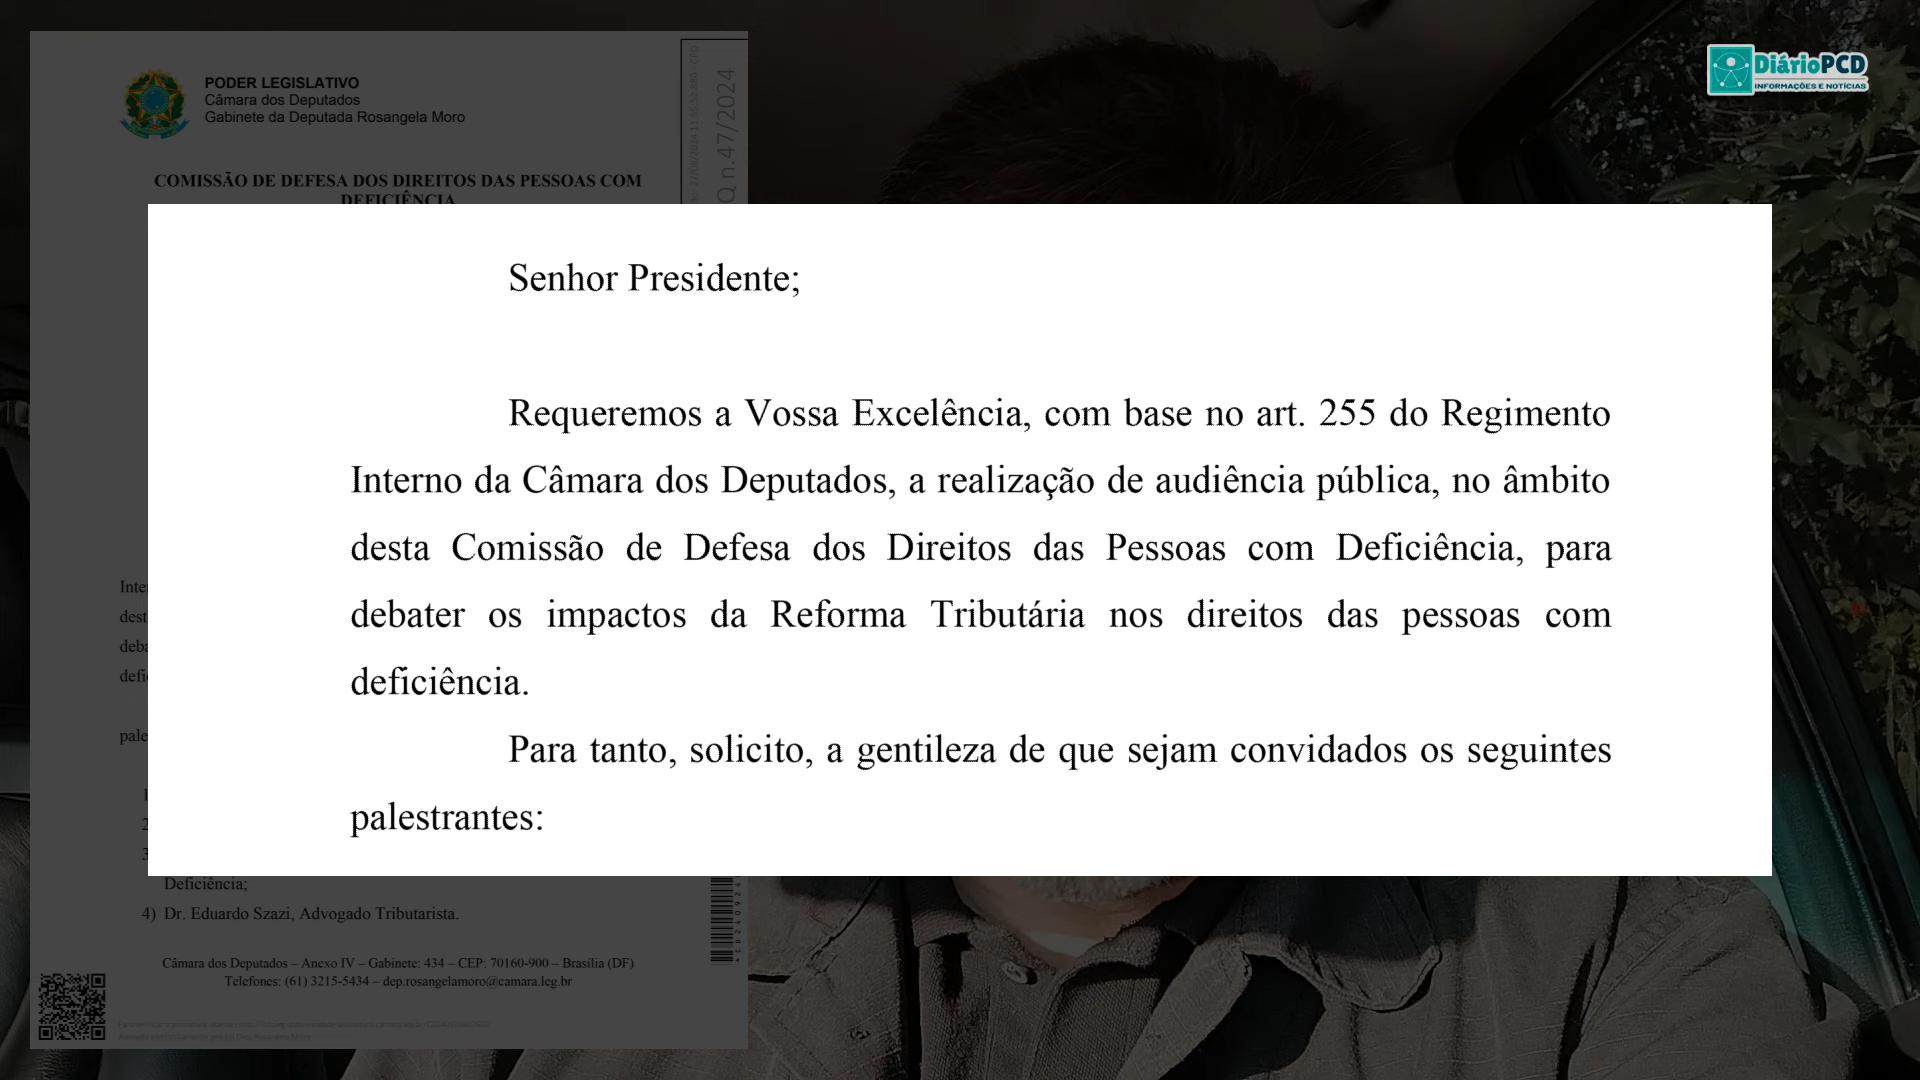 PODER LEGISLATIVO
Câmara dos Deputados
Gabinete da Deputada Rosangela Moro
COMISSÃO DE DEFESA DOS DIREITOS DAS PESSOAS COM
DEFICIÊNCIA
n.47/2024
DiárioPCD
INFORMAÇÕES E NOTÍCIAS
Senhor Presidente;
Requeremos a Vossa Excelência, com base no art. 255 do Regimento
Interno da Câmara dos Deputados, a realização de audiência pública, no âmbito
desta Comissão de Defesa dos Direitos das Pessoas com Deficiência, para
debater os impactos da Reforma Tributária nos direitos das pessoas com
deficiência.
Para tanto, solicito, a gentileza de que sejam convidados os seguintes
palestrantes:
Deficiência;
4) Dr. Eduardo Szazi, Advogado Tributarista.
Câmara dos Deputados – Anexo IV – Gabinete: 434 – CEP: 70160-900 – Brasília (DF)
Telefones: (61) 3215-5434 – dep.rosangelamoro@camara.leg.br